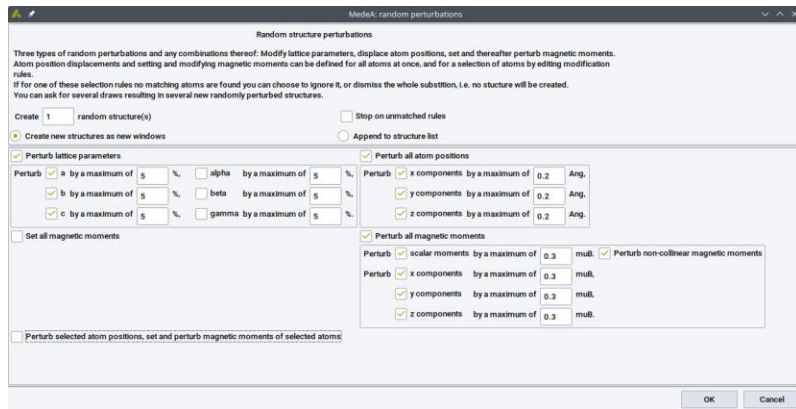 MedeA: random perturbations
Random structure perturbations
Three types of random perturbations and any combinations thereof: Modify lattice parameters, displace atom positions, set and thereafter perturb magnetic moments.
Atom position displacements and setting and modifying magnetic moments can be defined for all atoms at once, and for a selection of atoms by editing modification
rules.
If for one of these selection rules no matching atoms are found you can choose to ignore it, or dismiss the whole substition, i.e. no stucture will be created.
You can ask for several draws resulting in several new randomly perturbed structures.
Create 1 random structure(s) Stop on unmatched rules
Create new structures as new windows Append to structure list
Perturb lattice parameters Perturb all atom positions
Perturb a by a maximum of 5 %, alpha by a maximum of 5 %, Perturb x components by a maximum of 0.2 Ang,
b by a maximum of 5 %, beta by a maximum of 5 %, y components by a maximum of 0.2 Ang,
c by a maximum of 5 %, gamma by a maximum of 5 %. z components by a maximum of 0.2 Ang.
Set all magnetic moments Perturb all magnetic moments
Perturb scalar moments by a maximum of 0.3 muB. Perturb non-collinear magnetic moments
Perturb x components by a maximum of 0.3 muB,
y components by a maximum of 0.3 muB,
z components by a maximum of 0.3 muB.
Perturb selected atom positions, set and perturb magnetic moments of selected atoms
OK Cancel